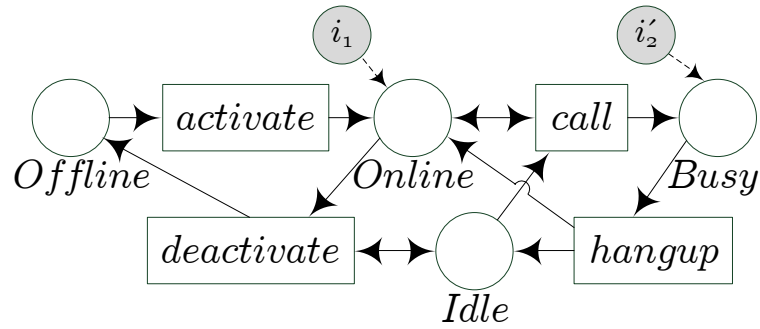 i₁ i′₂
activate call
Offline Online Busy
deactivate hangup
Idle